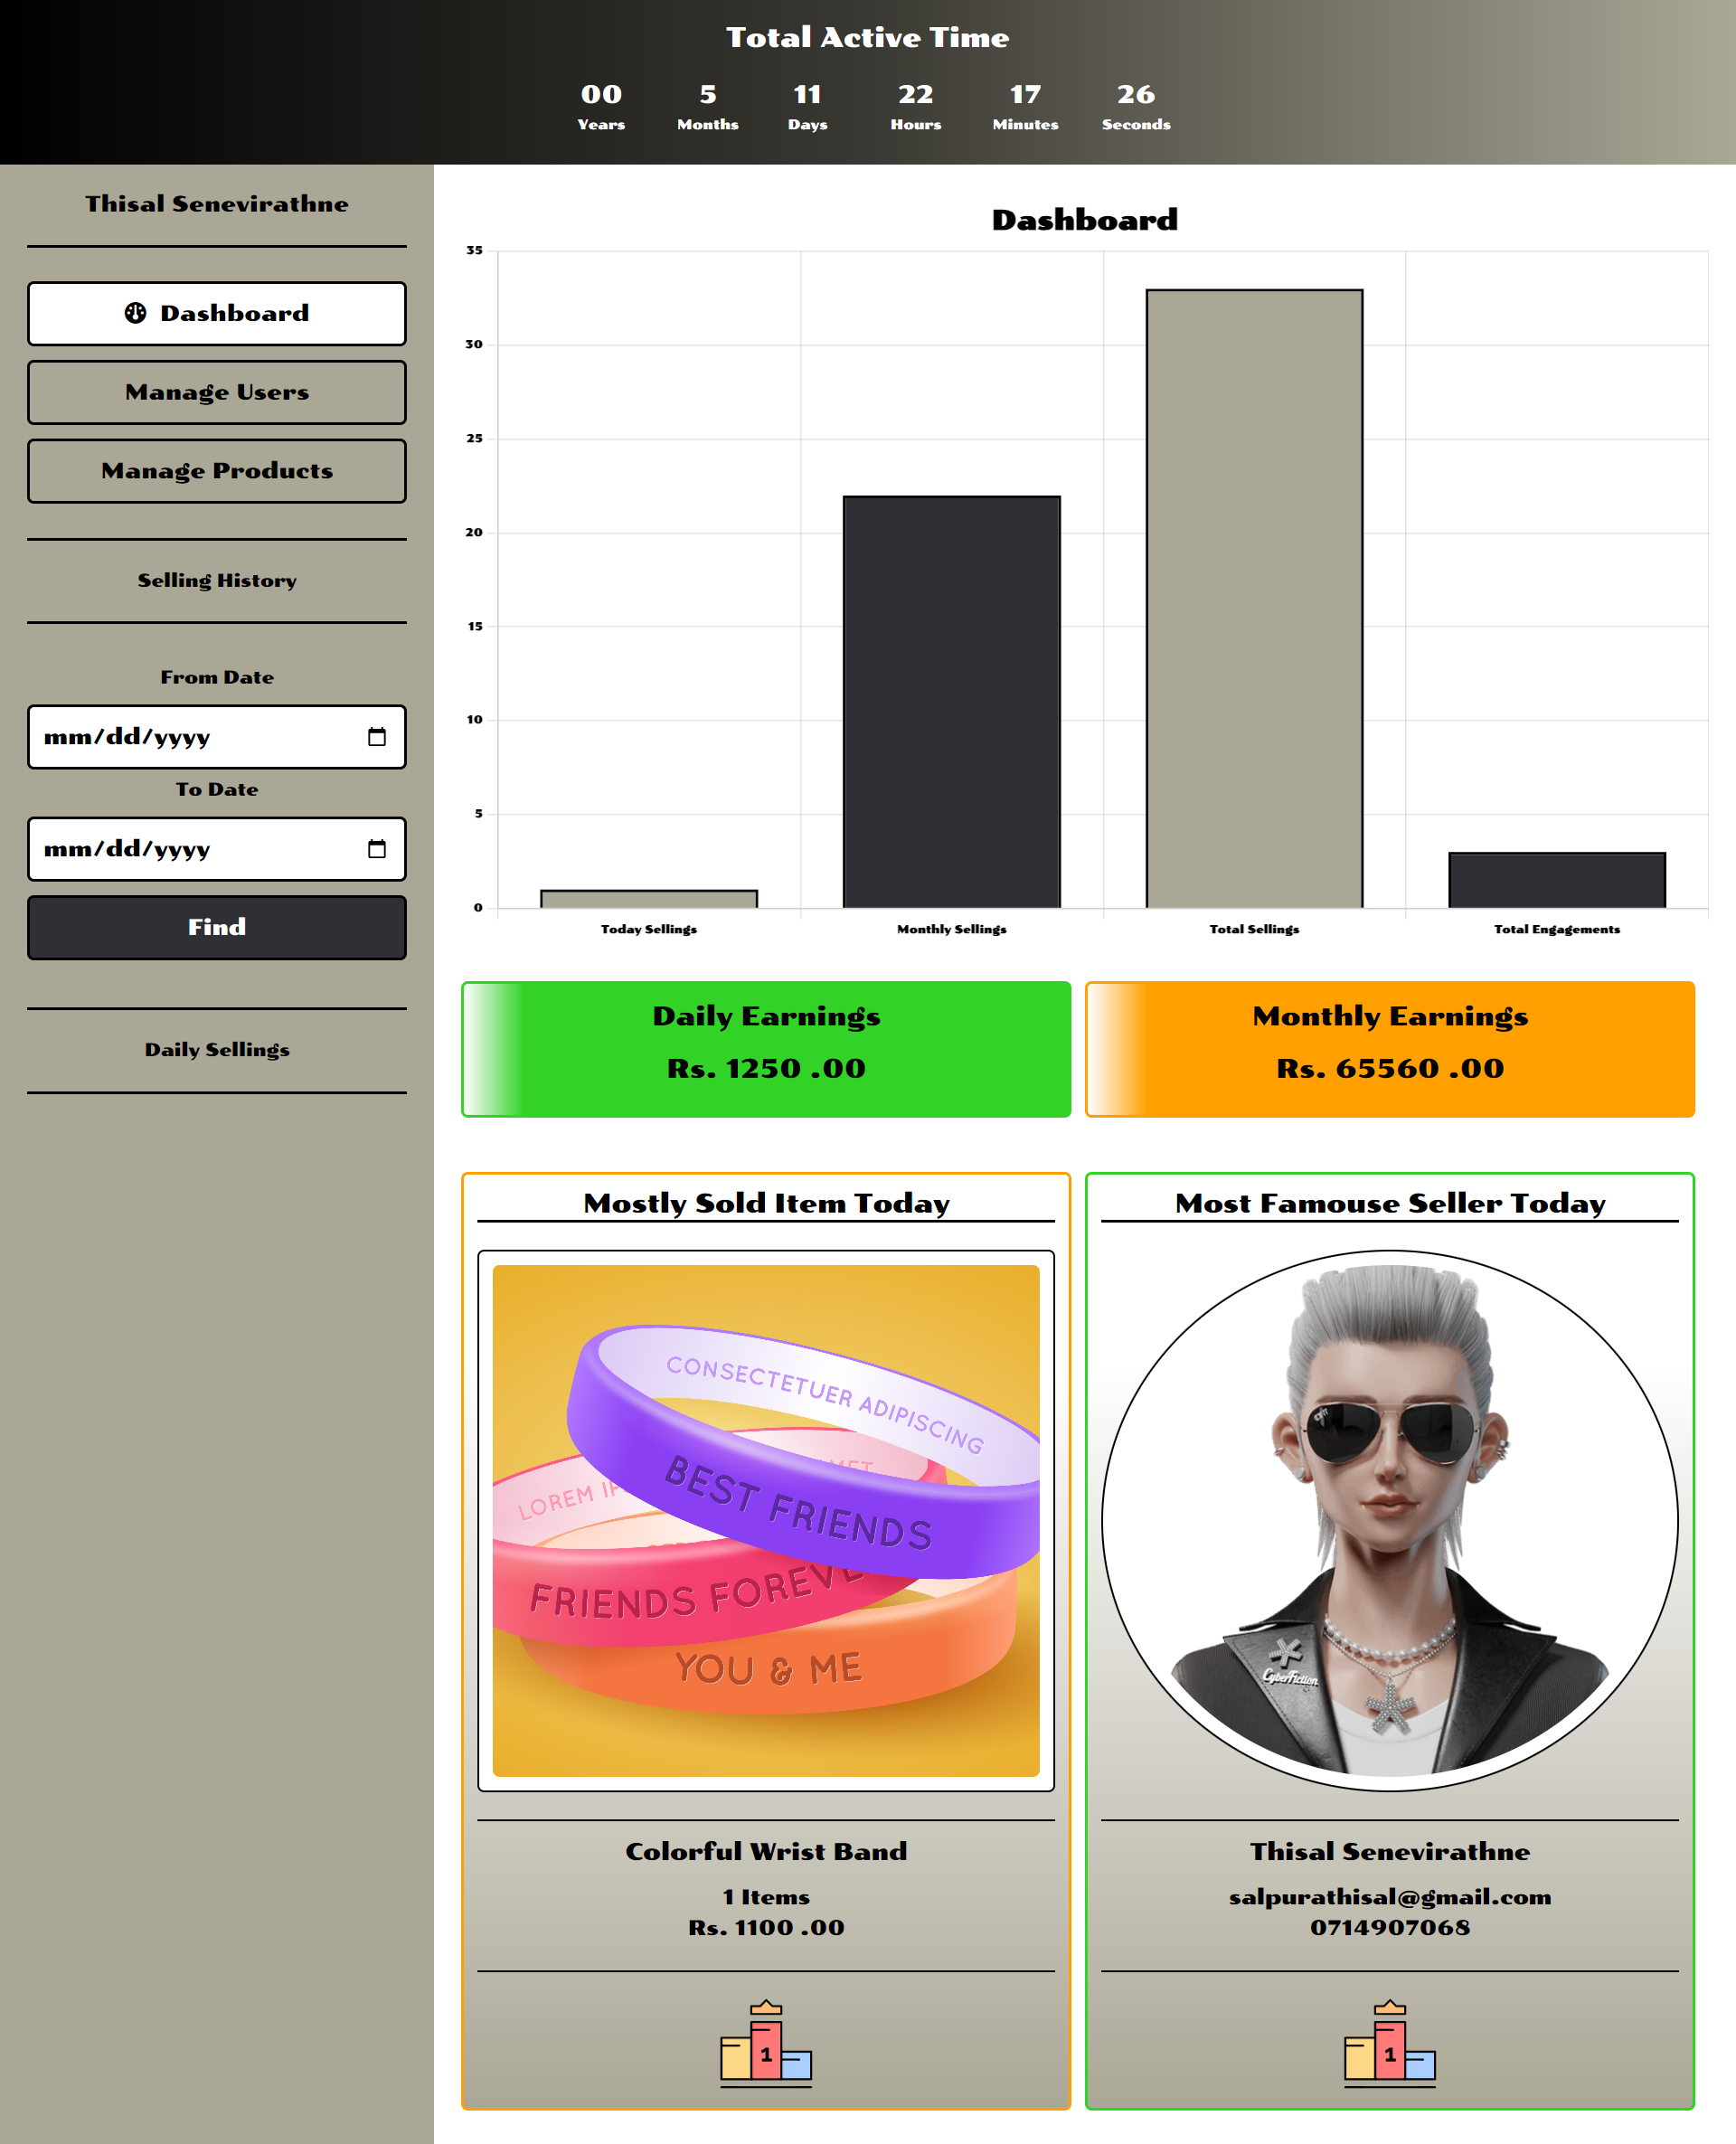 Total Active Time
00 5 11 22 17 26
Years Months Days Hours Minutes Seconds
Thisal Senevirathne
Dashboard
Manage Users
Manage Products
Selling History
From Date
mm/dd/yyyy
To Date
mm/dd/yyyy
Find
Daily Sellings
Dashboard
35
30
25
20
15
10
5
0
Today Sellings Monthly Sellings Total Sellings Total Engagements
Daily Earnings
Rs. 1250 .00
Monthly Earnings
Rs. 65560 .00
Mostly Sold Item Today
CONSECTETUER ADIPISCING
BEST FRIENDS
LOREM
FRIENDS FOREVE
YOU & ME
Colorful Wrist Band
1 Items
Rs. 1100 .00
1
Most Famouse Seller Today
CyberFiction
Thisal Senevirathne
salpurathisal@gmail.com
0714907068
1